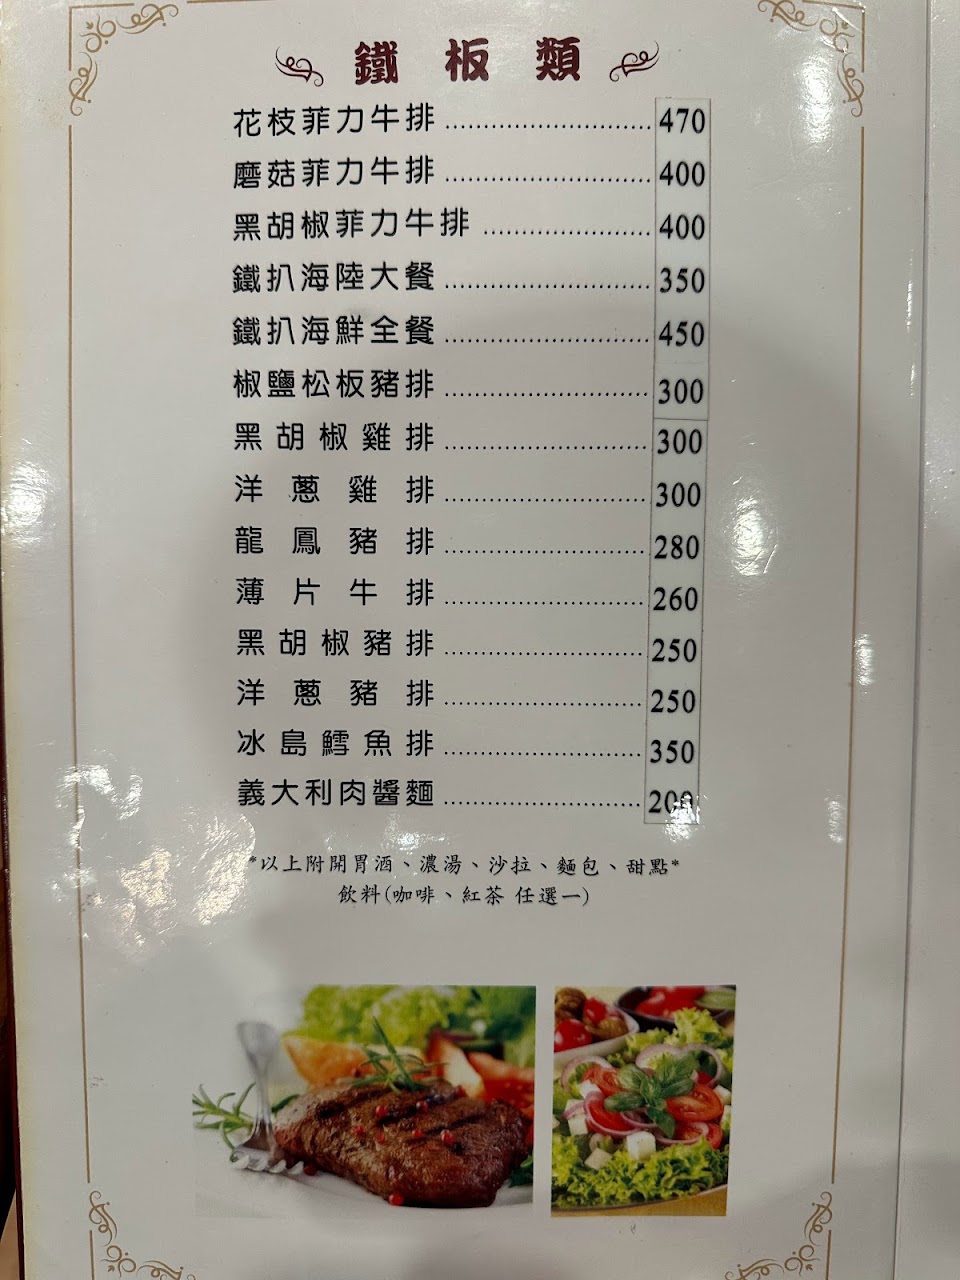 鐵板類
花枝菲力牛排 470
磨菇菲力牛排 400
黑胡椒菲力牛排 400
鐵扒海陸大餐 350
鐵扒海鮮全餐 450
椒鹽松板豬排 300
黑胡椒雞排 300
洋蔥雞排 300
龍鳳豬排 280
薄片牛排 260
黑胡椒豬排 250
洋蔥豬排 250
冰島鱈魚排 350
義大利肉醬麵 200
*以上附開胃酒、濃湯、沙拉、麵包、甜點*
飲料(咖啡、紅茶 任選一)